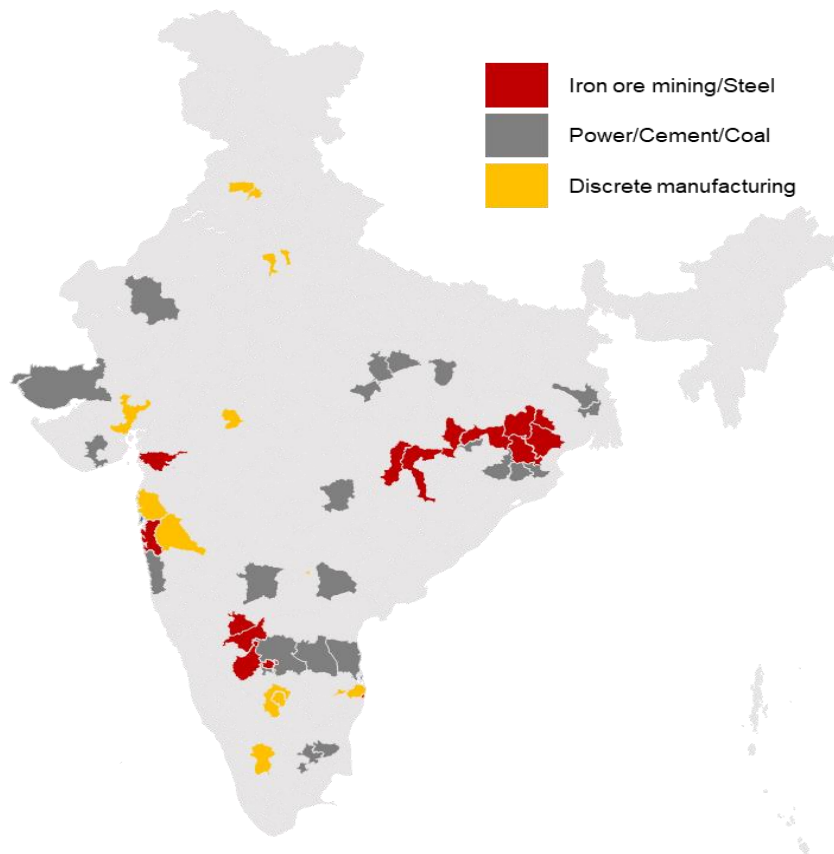 Iron ore mining/Steel
Power/Cement/Coal
Discrete manufacturing